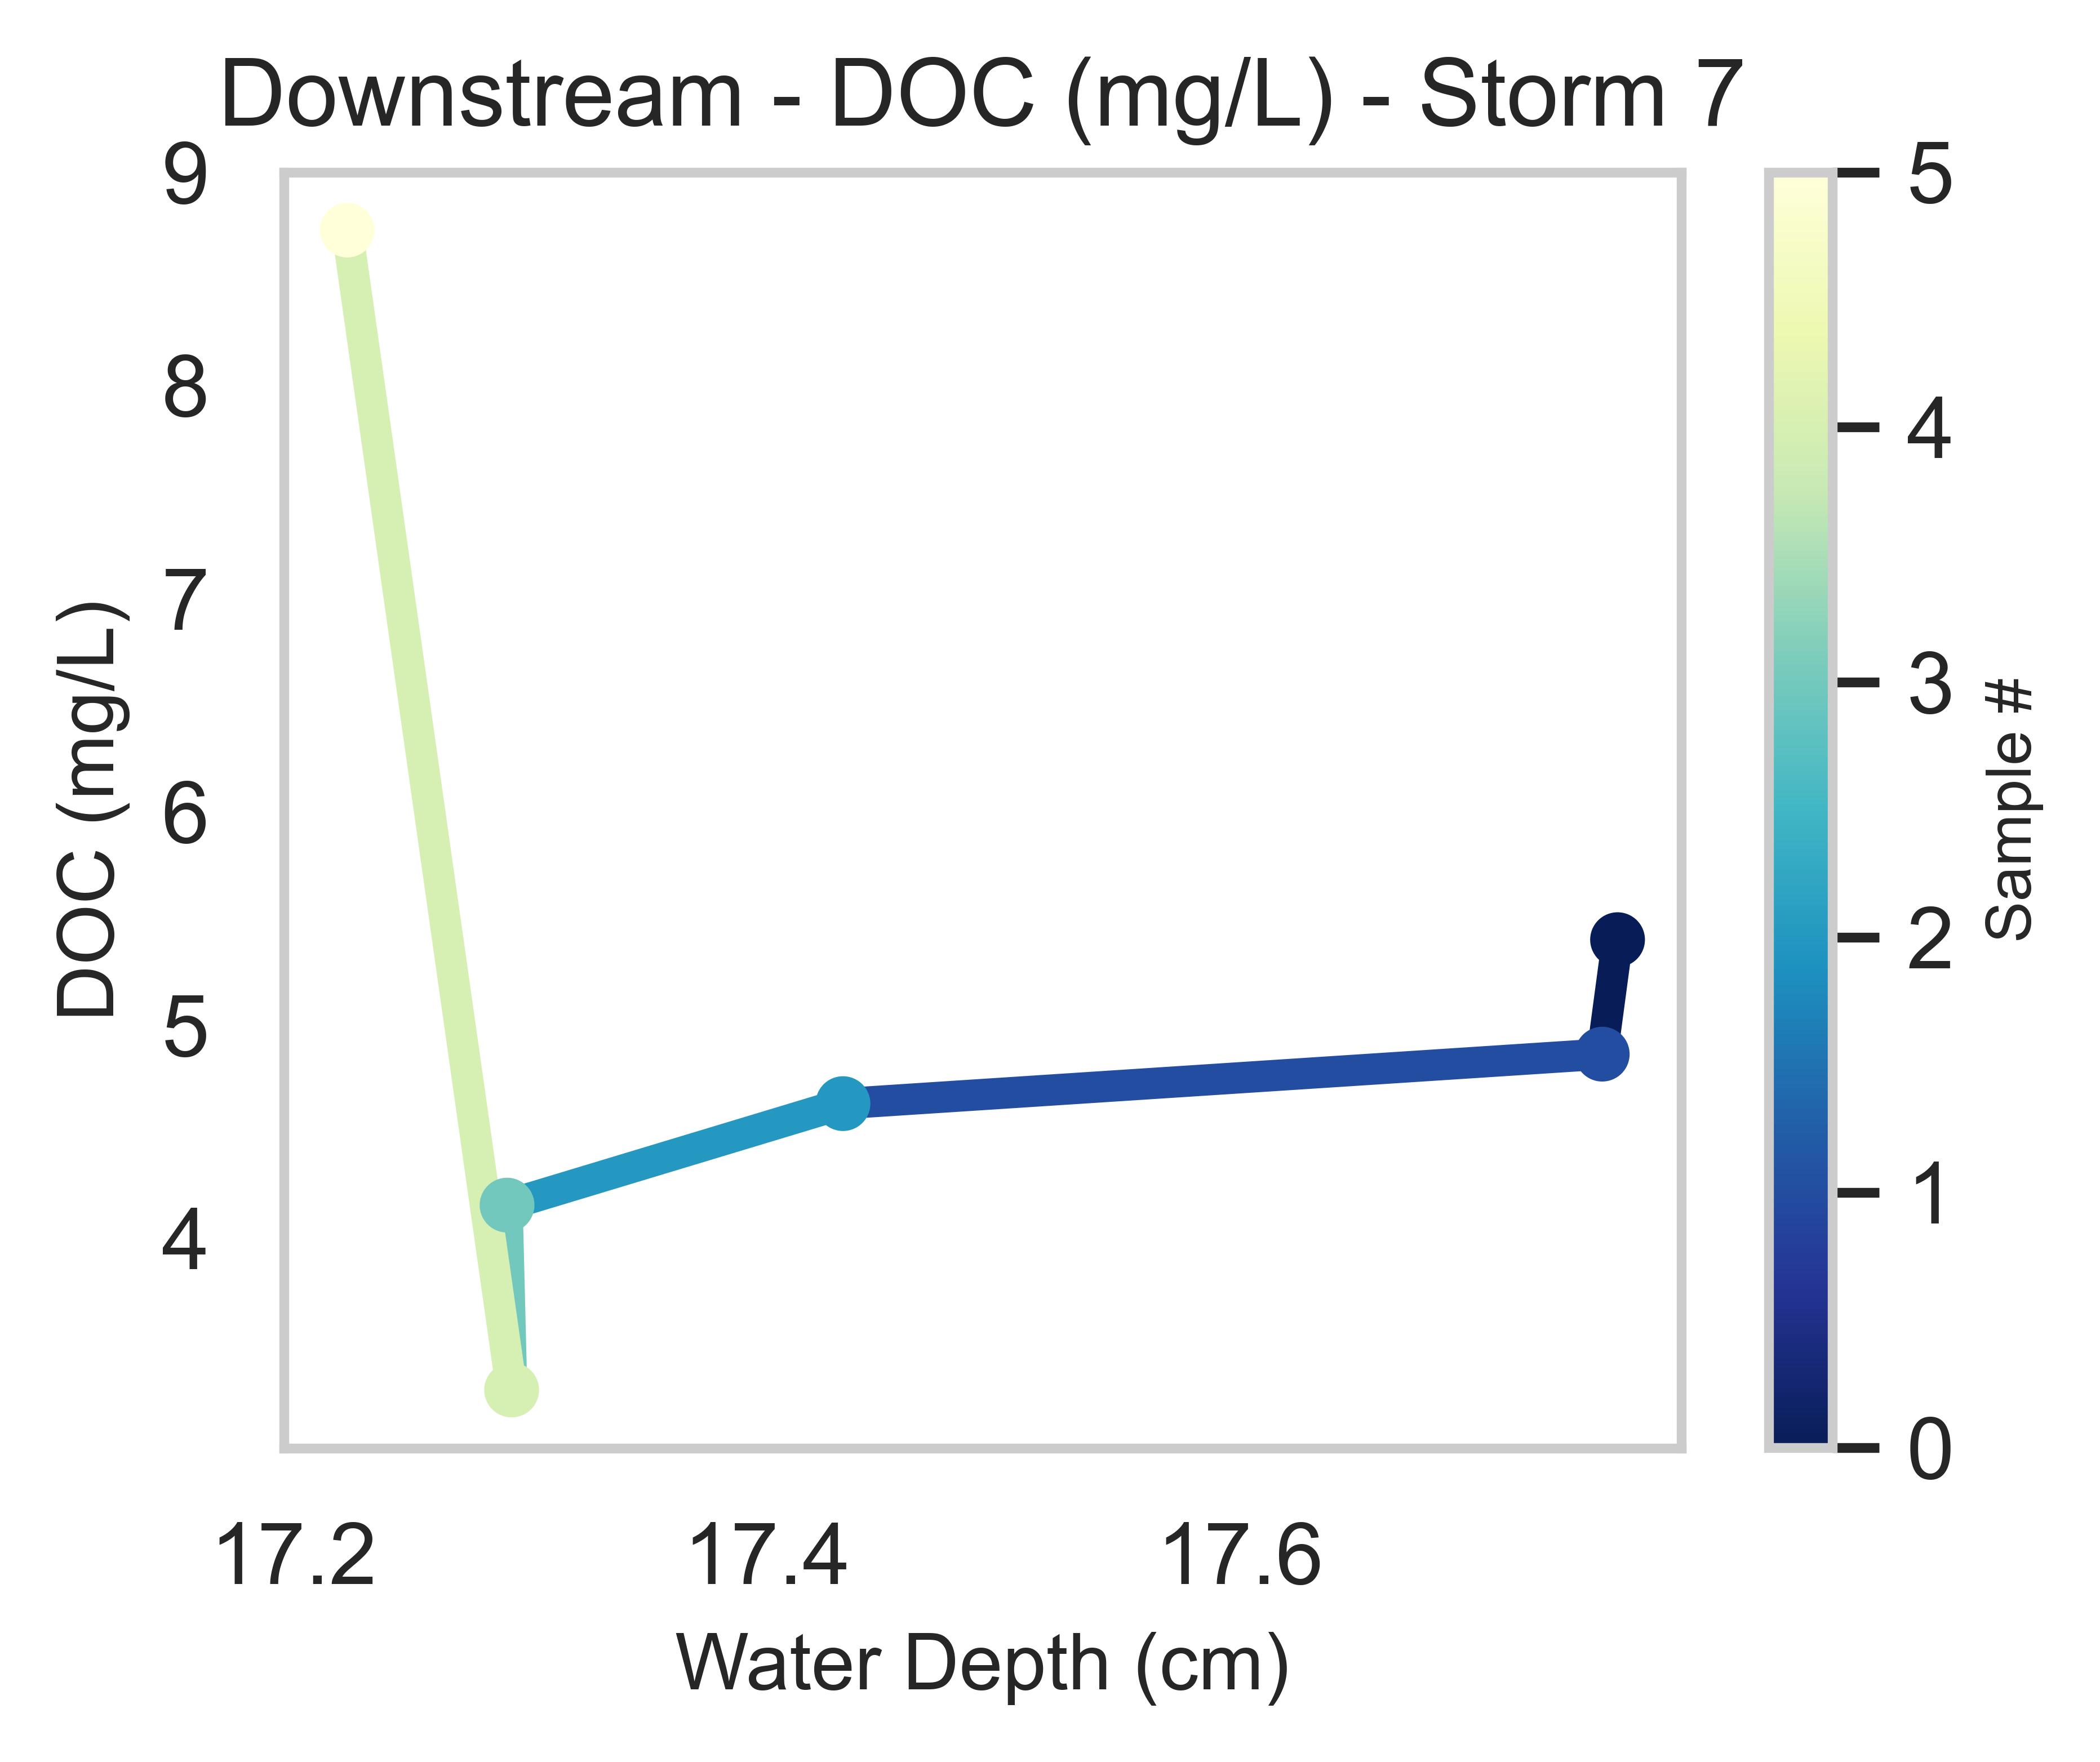 Downstream - DOC (mg/L) - Storm 7
9
8
7
6
5
4
DOC (mg/L)
17.2 17.4 17.6
Water Depth (cm)
5
4
3
2
1
0
Sample #